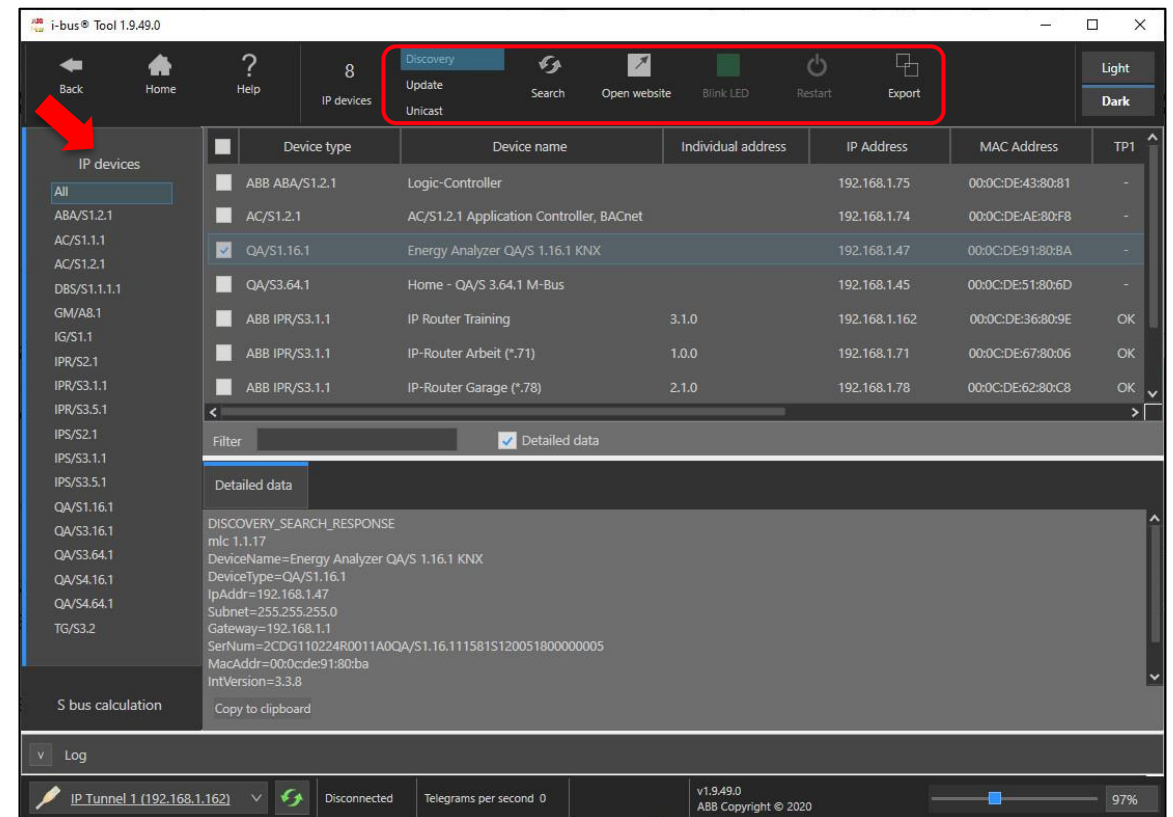 i-bus® Tool 1.9.49.0
Back
Home
Help
8
IP devices
Discovery
Update
Unicast
Search
Open website
Blink LED
Restart
Export
Light
Dark
IP devices
All
ABA/S1.2.1
AC/S1.1.1
AC/S1.2.1
DBS/S1.1.1.1
GM/A8.1
IG/S1.1
IPR/S2.1
IPR/S3.1.1
IPR/S3.5.1
IPS/S2.1
IPS/S3.1.1
IPS/S3.5.1
QA/S1.16.1
QA/S3.16.1
QA/S3.64.1
QA/S4.16.1
QA/S4.64.1
TG/S3.2
S bus calculation
Device type Device name Individual address IP Address MAC Address TP1
ABB ABA/S1.2.1 Logic-Controller 192.168.1.75 00:0C:DE:43:80:81 -
AC/S1.2.1 AC/S1.2.1 Application Controller, BACnet 192.168.1.74 00:0C:DE:AE:80:F8 -
QA/S1.16.1 Energy Analyzer QA/S 1.16.1 KNX 192.168.1.47 00:0C:DE:91:80:BA -
QA/S3.64.1 Home - QA/S 3.64.1 M-Bus 192.168.1.45 00:0C:DE:51:80:6D -
ABB IPR/S3.1.1 IP Router Training 3.1.0 192.168.1.162 00:0C:DE:36:80:9E OK
ABB IPR/S3.1.1 IP-Router Arbeit (*.71) 1.0.0 192.168.1.71 00:0C:DE:67:80:06 OK
ABB IPR/S3.1.1 IP-Router Garage (*.78) 2.1.0 192.168.1.78 00:0C:DE:62:80:C8 OK
Filter
Detailed data
Detailed data
DISCOVERY_SEARCH_RESPONSE
mlc 1.1.17
DeviceName=Energy Analyzer QA/S 1.16.1 KNX
DeviceType=QA/S1.16.1
IpAddr=192.168.1.47
Subnet=255.255.255.0
Gateway=192.168.1.1
SerNum=2CDG110224R0011A0QA/S1.16.111581S120051800000005
MacAddr=00:0c:de:91:80:ba
IntVersion=3.3.8
Copy to clipboard
v Log
IP Tunnel 1 (192.168.1.162)
Disconnected
Telegrams per second 0
v1.9.49.0
ABB Copyright © 2020
97%